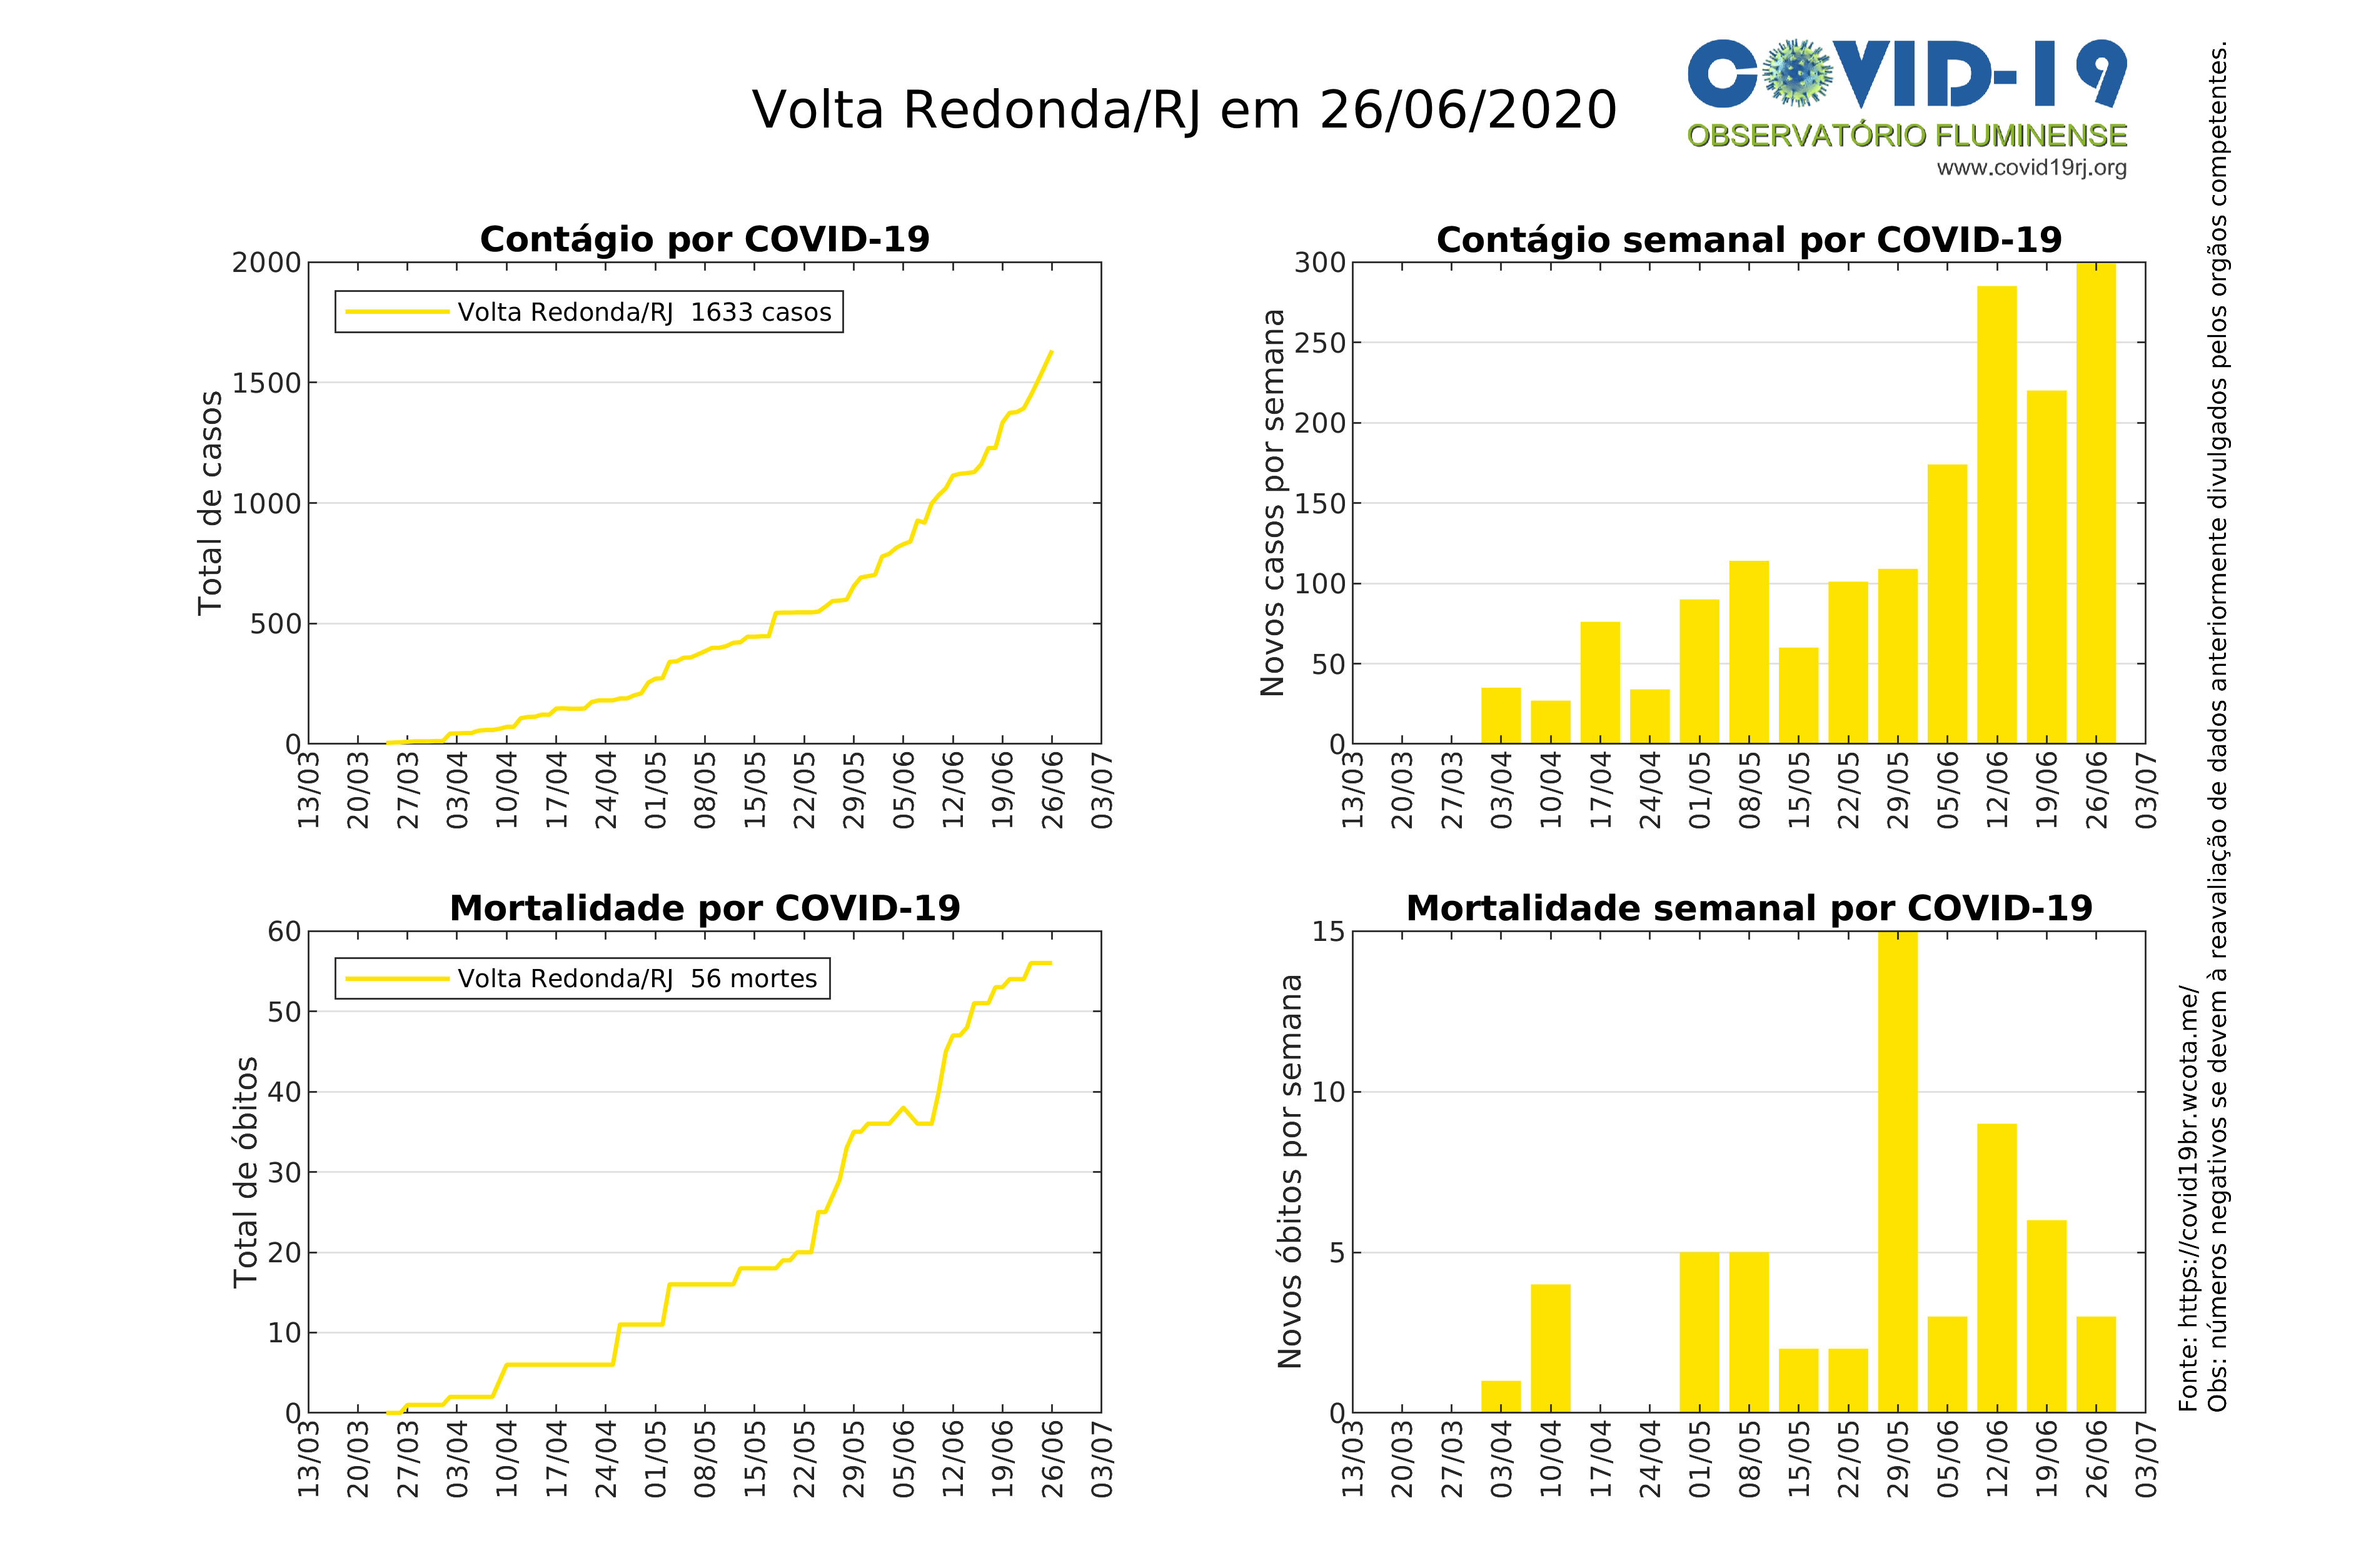 Volta Redonda/RJ em 26/06/2020
COVID-19
OBSERVATÓRIO FLUMINENSE
www.covid19rj.org
Contágio por COVID-19
Total de casos
2000
1500
1000
500
0
Volta Redonda/RJ 1633 casos
13/03 20/03 27/03 03/04 10/04 17/04 24/04 01/05 08/05 15/05 22/05 29/05 05/06 12/06 19/06 26/06 03/07
Contágio semanal por COVID-19
Novos casos por semana
300
250
200
150
100
50
0
13/03 20/03 27/03 03/04 10/04 17/04 24/04 01/05 08/05 15/05 22/05 29/05 05/06 12/06 19/06 26/06 03/07
Mortalidade por COVID-19
Total de óbitos
60
50
40
30
20
10
0
Volta Redonda/RJ 56 mortes
13/03 20/03 27/03 03/04 10/04 17/04 24/04 01/05 08/05 15/05 22/05 29/05 05/06 12/06 19/06 26/06 03/07
Mortalidade semanal por COVID-19
Novos óbitos por semana
15
10
5
0
13/03 20/03 27/03 03/04 10/04 17/04 24/04 01/05 08/05 15/05 22/05 29/05 05/06 12/06 19/06 26/06 03/07
Fonte: https://covid19br.wcota.me/
Obs: números negativos se devem à reavaliação de dados anteriormente divulgados pelos orgãos competentes.